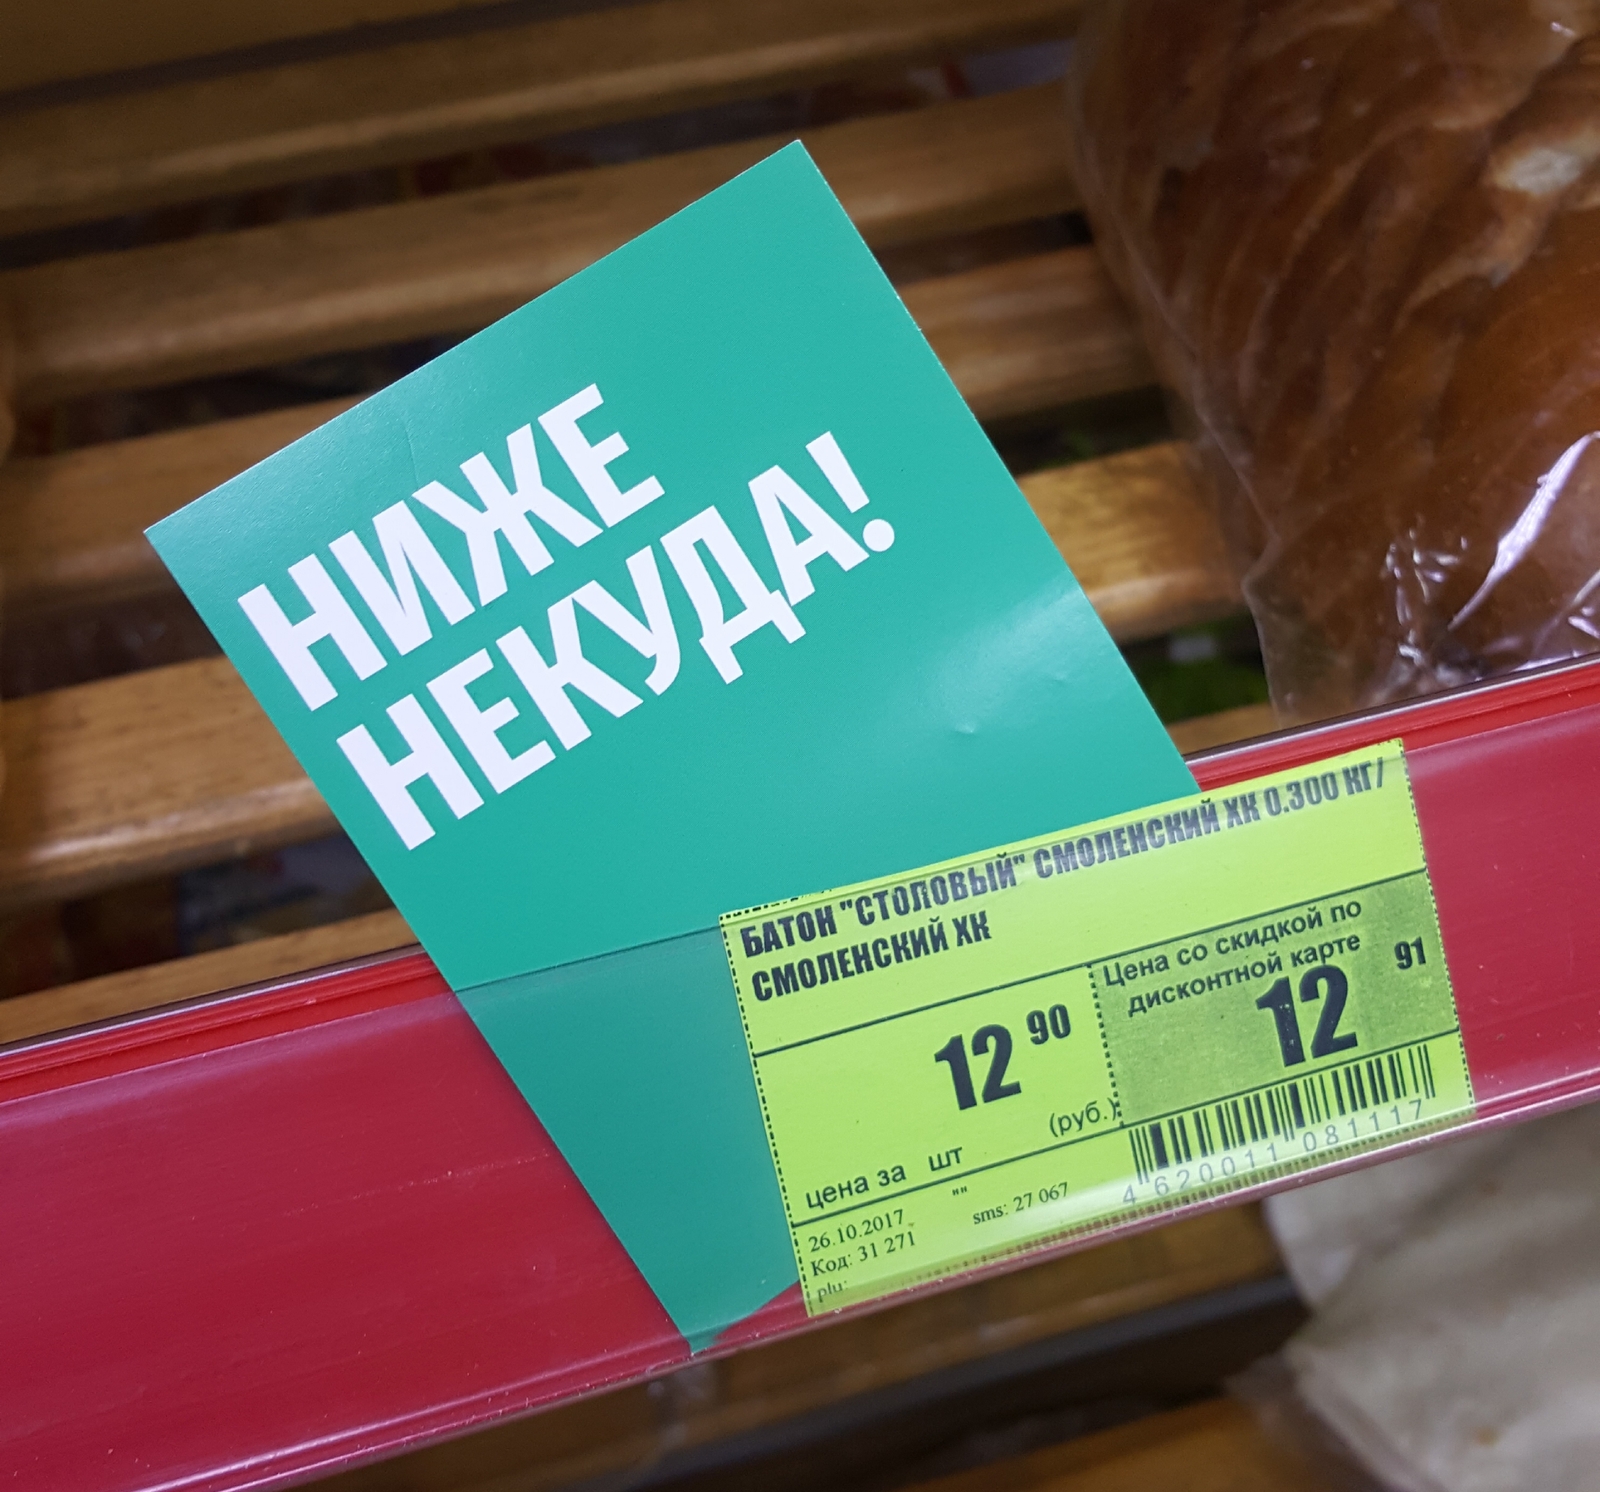 НИЖЕ
НЕКУДА!
БАТОН "СТОЛОВЫЙ" СМОЛЕНСКИЙ ХК 0.300 КГ/
СМОЛЕНСКИЙ ХК
12 90
(руб.)
цена за шт
Цена со скидкой по
дисконтной карте
12 91
""
26.10.2017
sms: 27 067
Код: 31 271
plu:
4 620011 081117